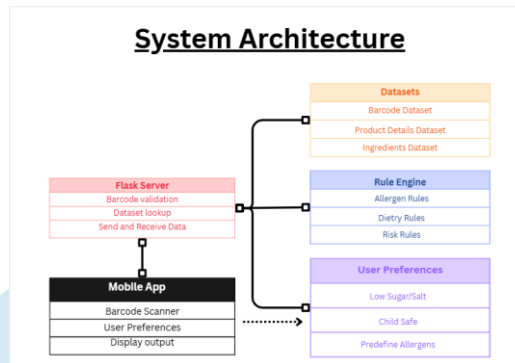 System Architecture
Datasets
Barcode Dataset
Product Details Dataset
Ingredients Dataset
Flask Server
Barcode validation
Dataset lookup
Send and Receive Data
Rule Engine
Allergen Rules
Dietry Rules
Risk Rules
Mobile App
Barcode Scanner
User Preferences
Display output
User Preferences
Low Sugar/Salt
Child Safe
Predefine Allergens